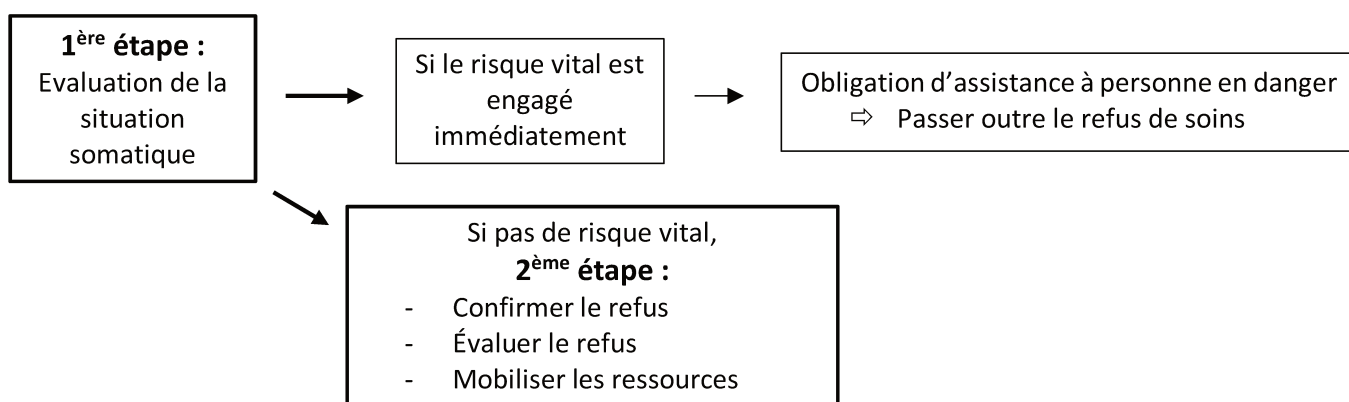 1ère étape :
Evaluation de la
situation
somatique
Si le risque vital est
engagé
immédiatement
Obligation d’assistance à personne en danger
⇨ Passer outre le refus de soins
Si pas de risque vital,
2ème étape :
- Confirmer le refus
- Évaluer le refus
- Mobiliser les ressources